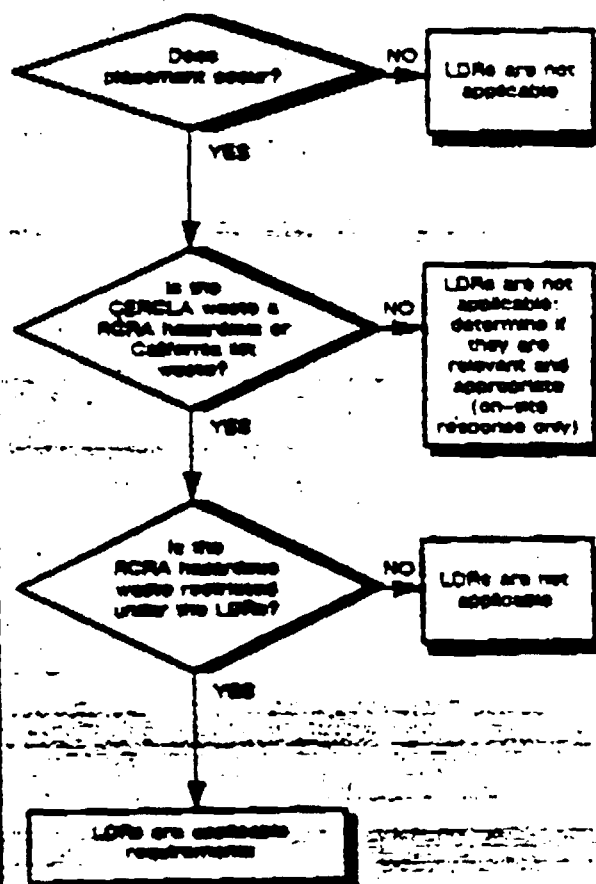 Does
placement occur?
NO
LDRs are not
applicable
YES
Is the
CERCLA waste a
RCRA hazardous or
California list
waste?
NO
LDRs are not
applicable:
determine if
they are
relevant and
appropriate
(on-site
response only)
YES
Is the
RCRA hazardous
waste restricted
under the LDRs?
NO
LDRs are not
applicable
YES
LDRs are applicable
requirements